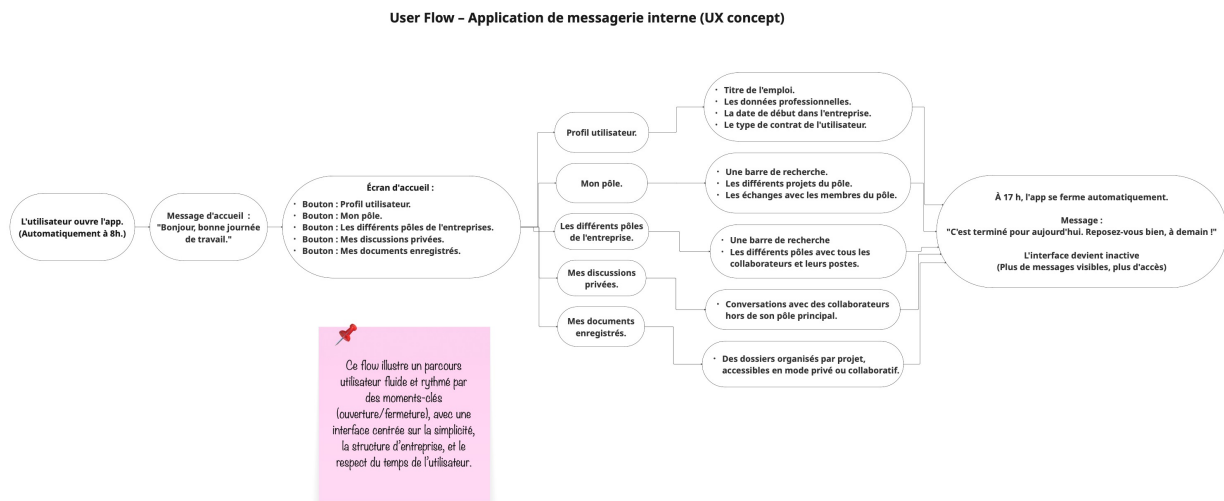 User Flow – Application de messagerie interne (UX concept)
L'utilisateur ouvre l'app.
(Automatiquement à 8h.)
Message d'accueil :
"Bonjour, bonne journée
de travail."
Écran d'accueil :
• Bouton : Profil utilisateur.
• Bouton : Mon pôle.
• Bouton : Les différents pôles de l'entreprises.
• Bouton : Mes discussions privées.
• Bouton : Mes documents enregistrés.
Profil utilisateur.
Mon pôle.
Les différents pôles
de l'entreprise.
Mes discussions
privées.
Mes documents
enregistrés.
• Titre de l'emploi.
• Les données professionnelles.
• La date de début dans l'entreprise.
• Le type de contrat de l'utilisateur.
• Une barre de recherche.
• Les différents projets du pôle.
• Les échanges avec les membres du pôle.
• Une barre de recherche
• Les différents pôles avec tous les
collaborateurs et leurs postes.
• Conversations avec des collaborateurs
hors de son pôle principal.
• Des dossiers organisés par projet,
accessibles en mode privé ou collaboratif.
À 17 h, l'app se ferme automatiquement.
Message :
"C'est terminé pour aujourd'hui. Reposez-vous bien, à demain !"
L'interface devient inactive
(Plus de messages visibles, plus d'accès)
Ce flow illustre un parcours
utilisateur fluide et rythmé par
des moments-clés
(ouverture/fermeture), avec une
interface centrée sur la simplicité,
la structure d'entreprise, et le
respect du temps de l'utilisateur.